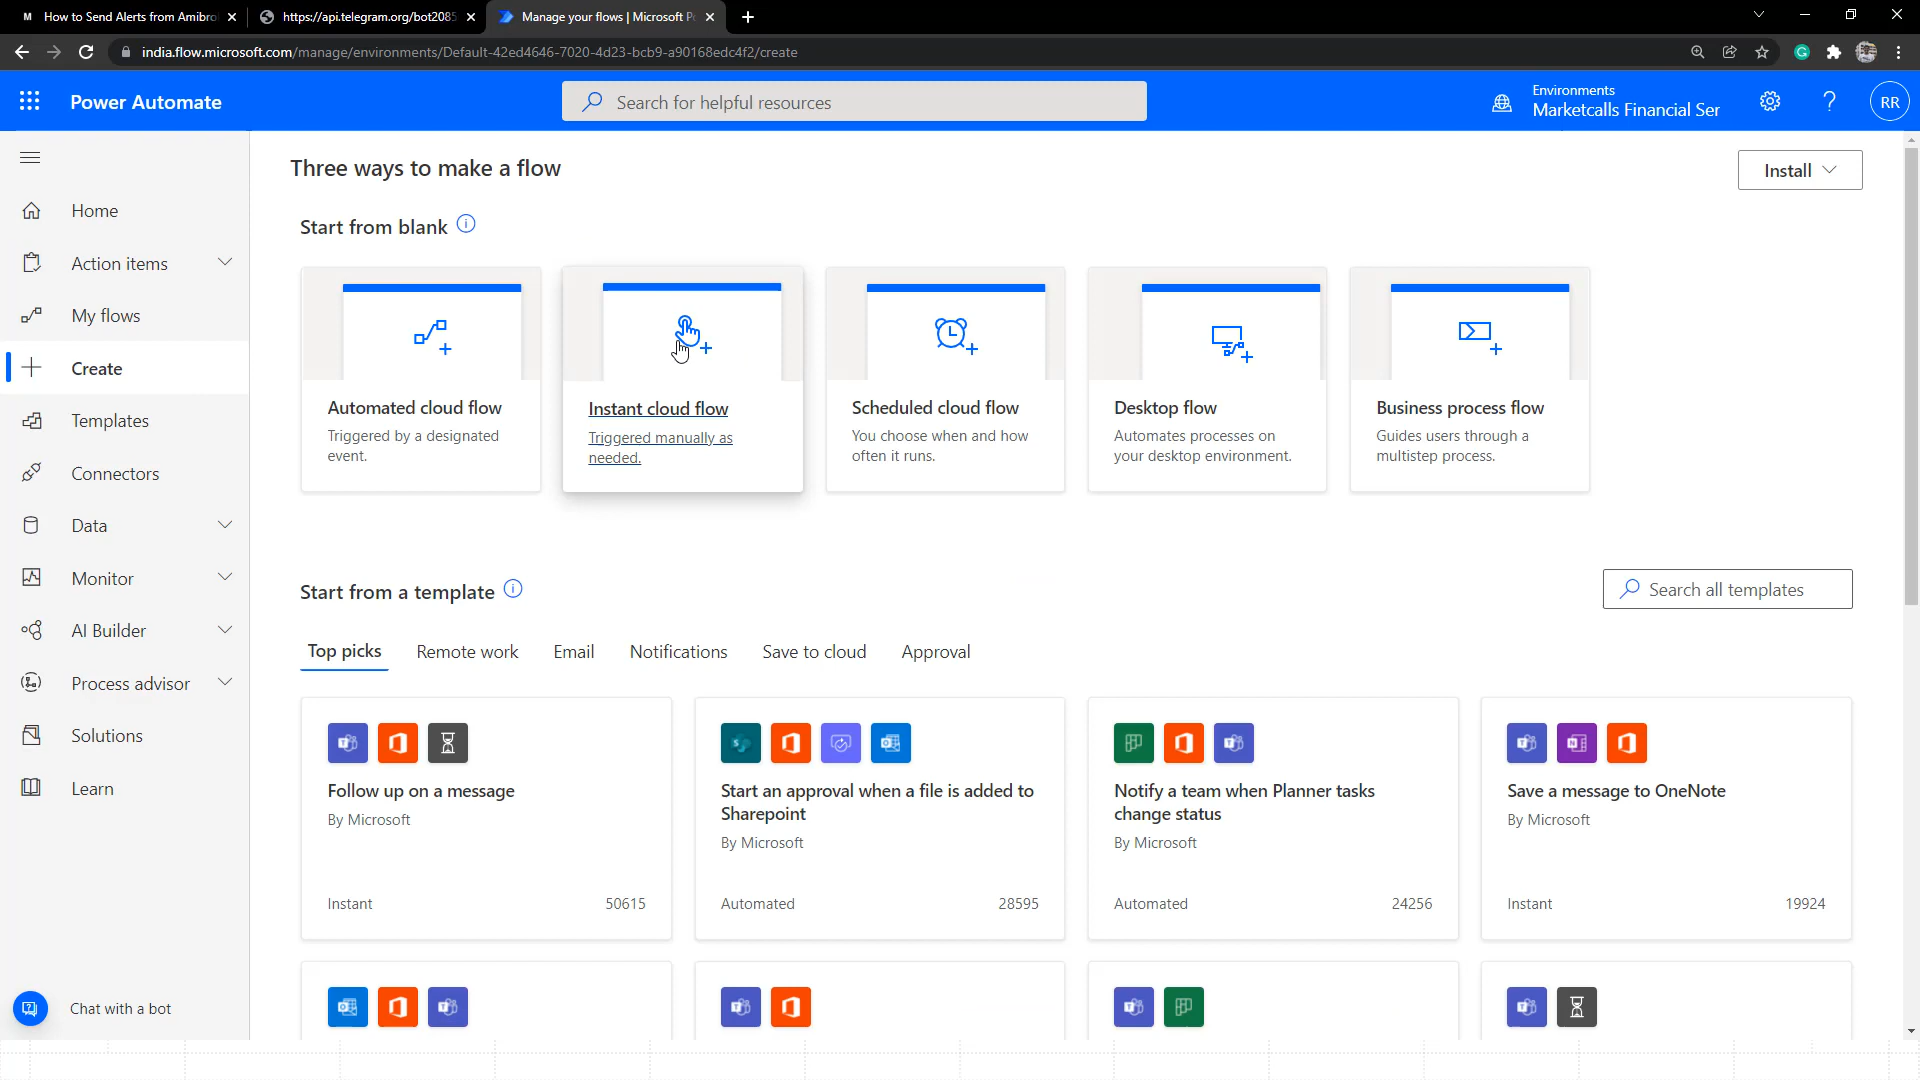 M How to Send Alerts from Amibro
https://api.telegram.org/bot2085
Manage your flows | Microsoft P
india.flow.microsoft.com/manage/environments/Default-42ed4646-7020-4d23-bcb9-a90168edc4f2/create
Power Automate
Search for helpful resources
Environments
Marketcalls Financial Ser
?
RR
Home
Action items
My flows
Create
Templates
Connectors
Data
Monitor
AI Builder
Process advisor
Solutions
Learn
Chat with a bot
Three ways to make a flow
Install
Start from blank
Automated cloud flow
Triggered by a designated
event.
Instant cloud flow
Triggered manually as
needed.
Scheduled cloud flow
You choose when and how
often it runs.
Desktop flow
Automates processes on
your desktop environment.
Business process flow
Guides users through a
multistep process.
Start from a template
Search all templates
Top picks
Remote work
Email
Notifications
Save to cloud
Approval
Follow up on a message
By Microsoft
Instant
50615
Start an approval when a file is added to
Sharepoint
By Microsoft
Automated
28595
Notify a team when Planner tasks
change status
By Microsoft
Automated
24256
Save a message to OneNote
By Microsoft
Instant
19924